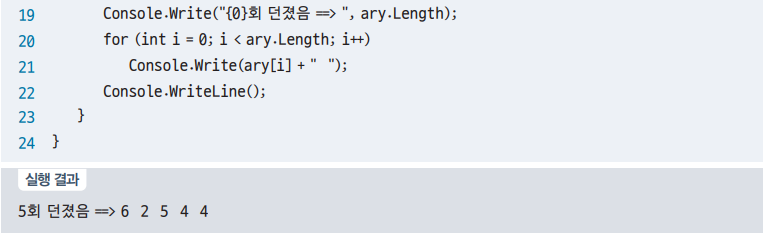 19 Console.Write("{0}회 던졌음 ==> ", ary.Length);
20 for (int i = 0; i < ary.Length; i++)
21 Console.Write(ary[i] + "  ");
22 Console.WriteLine();
23 }
24 }
실행 결과
5회 던졌음 ==> 6 2 5 4 4